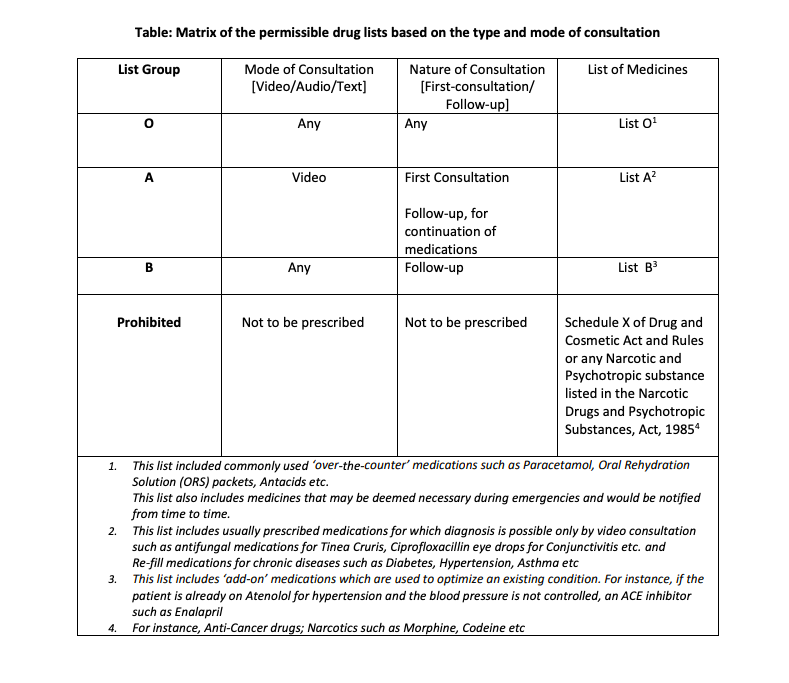 Table: Matrix of the permissible drug lists based on the type and mode of consultation
List Group
Mode of Consultation
[Video/Audio/Text]
Nature of Consultation
[First-consultation/
Follow-up]
List of Medicines
O
Any
Any
List O1
A
Video
First Consultation
Follow-up, for
continuation of
medications
List A2
B
Any
Follow-up
List B3
Prohibited
Not to be prescribed
Not to be prescribed
Schedule X of Drug and
Cosmetic Act and Rules
or any Narcotic and
Psychotropic substance
listed in the Narcotic
Drugs and Psychotropic
Substances, Act, 19854
1. This list included commonly used ‘over-the-counter’ medications such as Paracetamol, Oral Rehydration
Solution (ORS) packets, Antacids etc.
This list also includes medicines that may be deemed necessary during emergencies and would be notified
from time to time.
2. This list includes usually prescribed medications for which diagnosis is possible only by video consultation
such as antifungal medications for Tinea Cruris, Ciprofloxacillin eye drops for Conjunctivitis etc. and
Re-fill medications for chronic diseases such as Diabetes, Hypertension, Asthma etc
3. This list includes ‘add-on’ medications which are used to optimize an existing condition. For instance, if the
patient is already on Atenolol for hypertension and the blood pressure is not controlled, an ACE inhibitor
such as Enalapril
4. For instance, Anti-Cancer drugs; Narcotics such as Morphine, Codeine etc